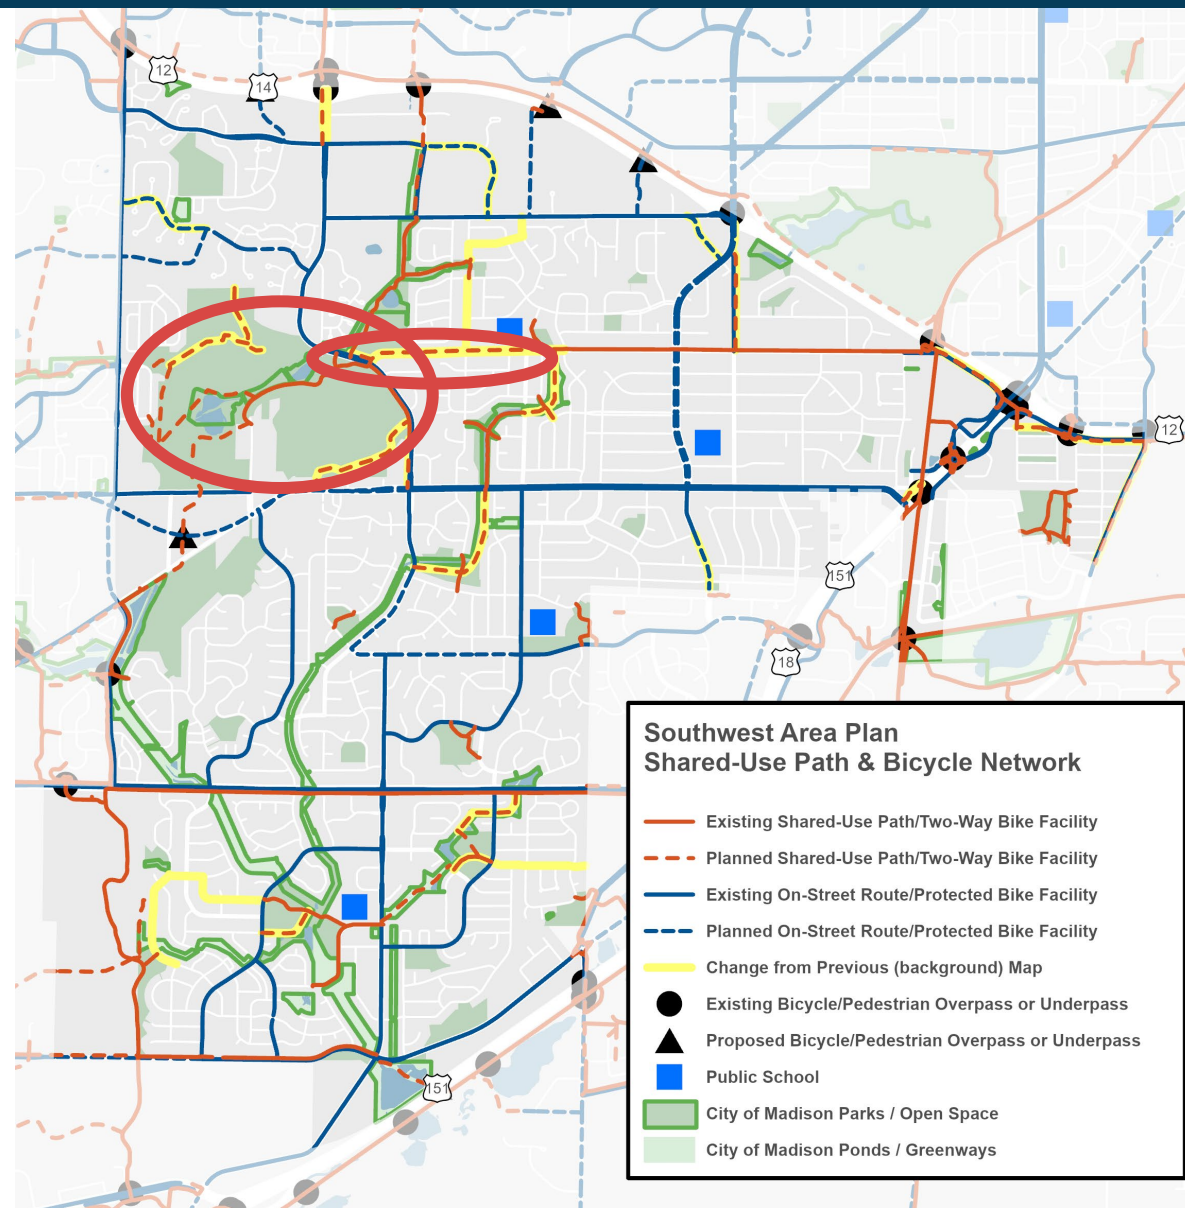 12
14
12
151
18
151
Southwest Area Plan
Shared-Use Path & Bicycle Network
Existing Shared-Use Path/Two-Way Bike Facility
Planned Shared-Use Path/Two-Way Bike Facility
Existing On-Street Route/Protected Bike Facility
Planned On-Street Route/Protected Bike Facility
Change from Previous (background) Map
Existing Bicycle/Pedestrian Overpass or Underpass
Proposed Bicycle/Pedestrian Overpass or Underpass
Public School
City of Madison Parks / Open Space
City of Madison Ponds / Greenways